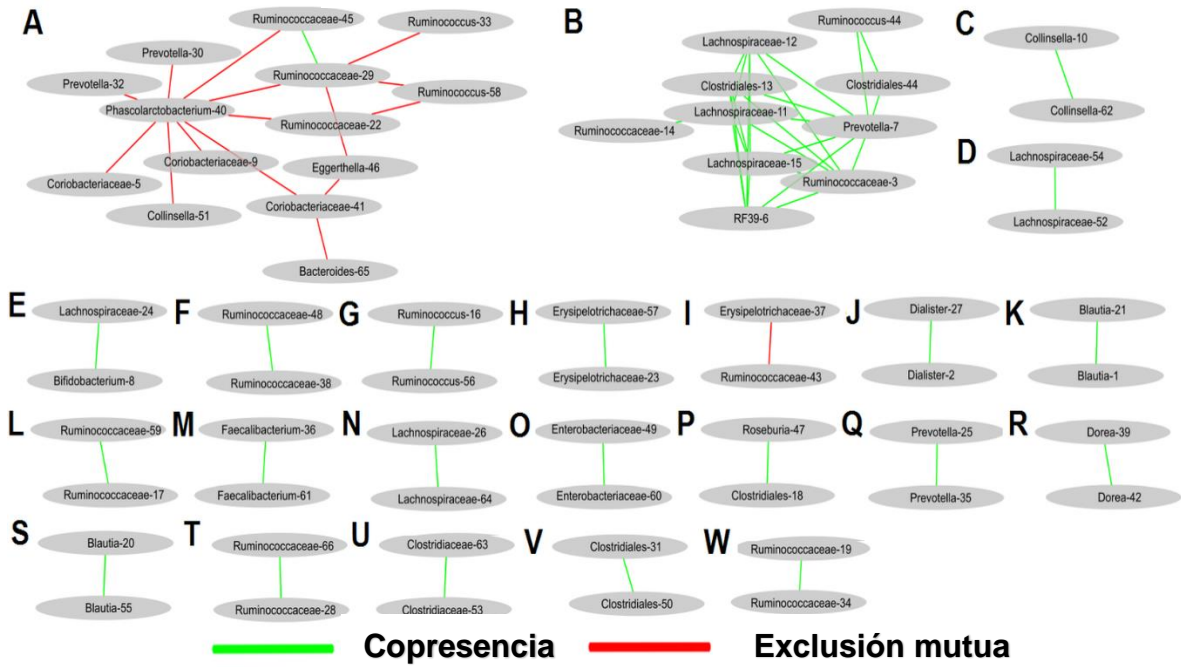 A
Ruminococcaceae-45
Ruminococcus-33
Prevotella-30
Ruminococcaceae-29
Prevotella-32
Ruminococcus-58
Phascolarctobacterium-40
Ruminococcaceae-22
Coriobacteriaceae-9
Eggerthella-46
Coriobacteriaceae-5
Coriobacteriaceae-41
Collinsella-51
Bacteroides-65
B
Ruminococcus-44
Lachnospiraceae-12
Clostridiales-13
Clostridiales-44
Lachnospiraceae-11
Ruminococcaceae-14
Prevotella-7
Lachnospiraceae-15
Ruminococcaceae-3
RF39-6
C
Collinsella-10
Collinsella-62
D
Lachnospiraceae-54
Lachnospiraceae-52
E
Lachnospiraceae-24
Bifidobacterium-8
F
Ruminococcaceae-48
Ruminococcaceae-38
G
Ruminococcus-16
Ruminococcus-56
H
Erysipelotrichaceae-57
Erysipelotrichaceae-23
I
Erysipelotrichaceae-37
Ruminococcaceae-43
J
Dialister-27
Dialister-2
K
Blautia-21
Blautia-1
L
Ruminococcaceae-59
Ruminococcaceae-17
M
Faecalibacterium-36
Faecalibacterium-61
N
Lachnospiraceae-26
Lachnospiraceae-64
O
Enterobacteriaceae-49
Enterobacteriaceae-60
P
Roseburia-47
Clostridiales-18
Q
Prevotella-25
Prevotella-35
R
Dorea-39
Dorea-42
S
Blautia-20
Blautia-55
T
Ruminococcaceae-66
Ruminococcaceae-28
U
Clostridiaceae-63
Clostridiaceae-53
V
Clostridiales-31
Clostridiales-50
W
Ruminococcaceae-19
Ruminococcaceae-34
Copresencia
Exclusión mutua